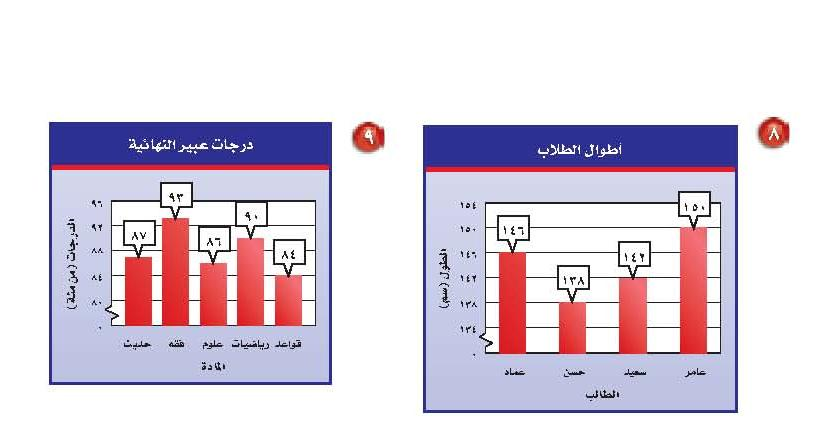 ٨
أطوال الطلاب
الطول (سم)
١٥٤
١٥٠
١٤٦
١٤٢
١٣٨
١٣٤
٠
١٤٦
١٣٨
١٤٢
١٥٠
عماد
حسن
سعيد
عامر
الطالب
٩
درجات عبير النهائية
الدرجات (من مئة)
٩٦
٩٢
٨٨
٨٤
٨٠
٠
٨٧
٩٣
٨٦
٩٠
٨٤
حديث
فقه
علوم
رياضيات
قواعد
المادة